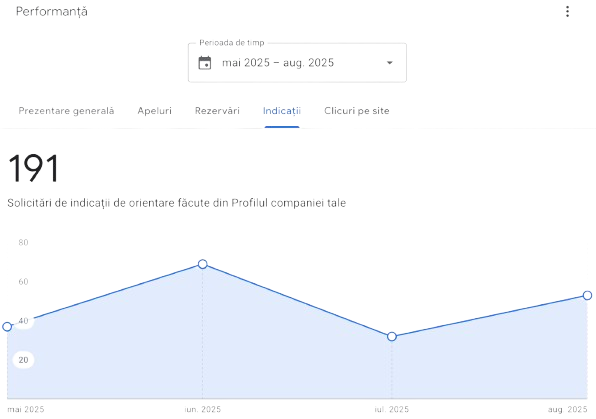 Performanță
Perioada de timp
mai 2025 – aug. 2025
Prezentare generală Apeluri Rezervări Indicații Clicuri pe site
191
Solicitări de indicații de orientare făcute din Profilul companiei tale
80
60
40
20
mai 2025 iun. 2025 iul. 2025 aug. 2025